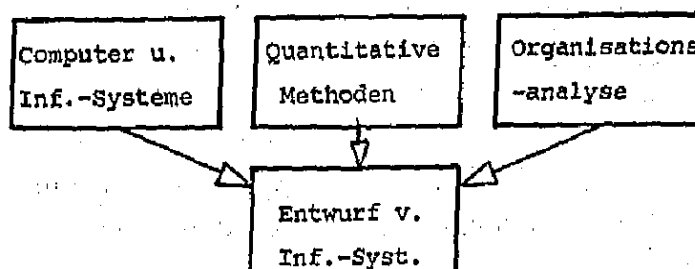 Computer u.
Inf.-Systeme
Quantitative
Methoden
Organisations
-analyse
Entwurf v.
Inf.-Syst.